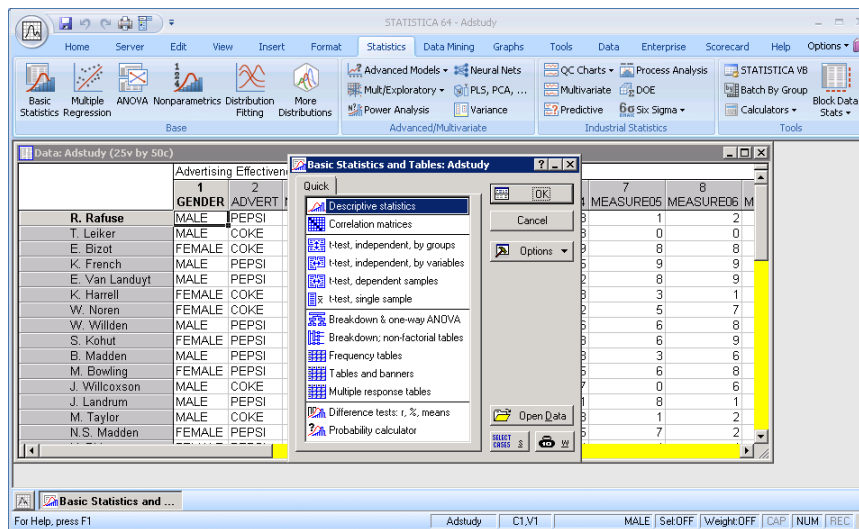 STATISTICA 64 - Adstudy
Home Server Edit View Insert Format Statistics Data Mining Graphs Tools Data Enterprise Scorecard Help Options
Basic Statistics
Multiple Regression
ANOVA
Nonparametrics
Distribution Fitting
More Distributions
Base
Advanced Models
Mult/Exploratory
Power Analysis
Neural Nets
PLS, PCA, ...
Variance
Advanced/Multivariate
QC Charts
Multivariate
Predictive
Process Analysis
DOE
Six Sigma
Industrial Statistics
STATISTICA VB
Batch By Group
Calculators
Block Data Stats
Tools
Data: Adstudy (25v by 50c)
Advertising Effectiven
1 2 7 8
GENDER ADVERT 4 MEASURE05 MEASURE06 M
R. Rafuse MALE PEPSI 1 2
T. Leiker MALE COKE 0 0
E. Bizot FEMALE COKE 8 8
K. French MALE PEPSI 9 9
E. Van Landuyt MALE PEPSI 8 9
K. Harrell FEMALE COKE 3 1
W. Noren FEMALE COKE 5 7
W. Willden MALE PEPSI 6 8
S. Kohut FEMALE PEPSI 6 9
B. Madden MALE PEPSI 3 6
M. Bowling FEMALE PEPSI 6 8
J. Willcoxson MALE COKE 0 6
J. Landrum MALE PEPSI 8 1
M. Taylor MALE COKE 1 2
N.S. Madden FEMALE PEPSI 7 2
Basic Statistics and Tables: Adstudy
Quick
Descriptive statistics
Correlation matrices
t-test, independent, by groups
t-test, independent, by variables
t-test, dependent samples
t-test, single sample
Breakdown & one-way ANOVA
Breakdown; non-factorial tables
Frequency tables
Tables and banners
Multiple response tables
Difference tests: r, %, means
Probability calculator
OK
Cancel
Options
Open Data
SELECT CASES S
W
Basic Statistics and ...
For Help, press F1
Adstudy C1,V1 MALE Sel:OFF Weight:OFF CAP NUM REC